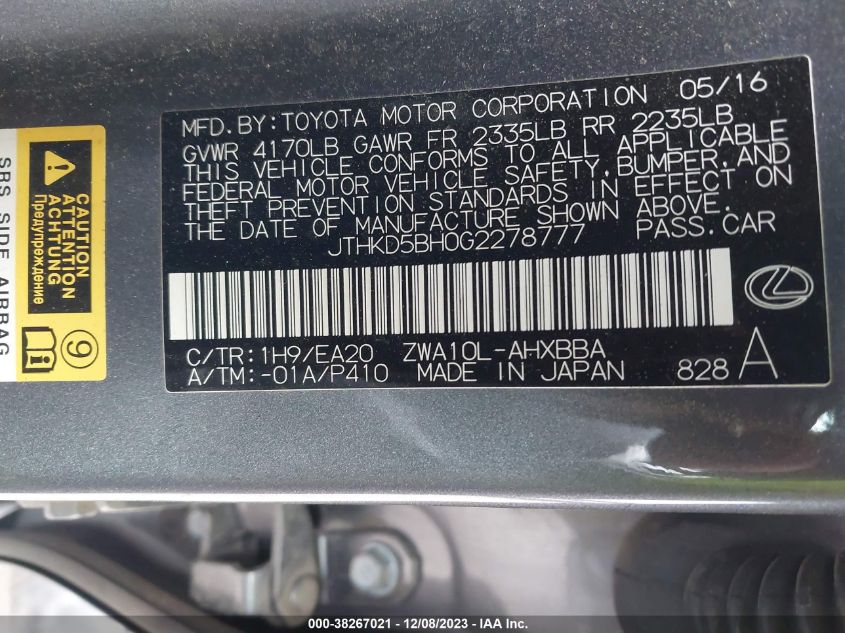 MFD. BY: TOYOTA MOTOR CORPORATION 05/16
GVWR 4170LB GAWR FR 2335LB RR 2235LB
THIS VEHICLE CONFORMS TO ALL APPLICABLE
FEDERAL MOTOR VEHICLE SAFETY, BUMPER, AND
THEFT PREVENTION STANDARDS IN EFFECT ON
THE DATE OF MANUFACTURE SHOWN ABOVE.
JTHKD5BH0G2278777 PASS. CAR
C/TR: 1H9/EA20 ZWA10L-AHXBBA
A/TM: -01A/P410 MADE IN JAPAN 828 A
SRS SIDE AIRBAG
CAUTION
ATTENTION
ACHTUNG
Предупреждение
9
000-38267021 - 12/08/2023 - IAA Inc.